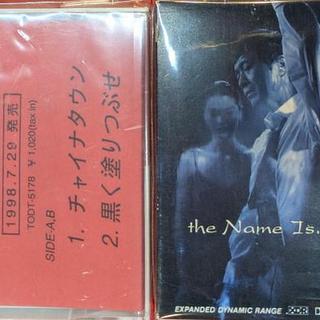 1998.7.29 発売
TODT-5178 ¥1,020(tax in)
SIDE-A,B
1. チャイナタウン
2. 黒く塗りつぶせ
the Name Is.
EXPANDED DYNAMIC RANGE XDR